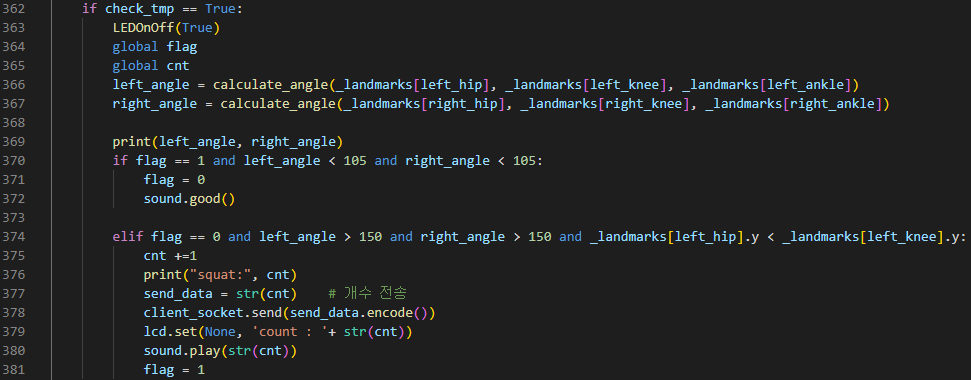 362 if check_tmp == True:
363 LEDOnOff(True)
364 global flag
365 global cnt
366 left_angle = calculate_angle(_landmarks[left_hip], _landmarks[left_knee], _landmarks[left_ankle])
367 right_angle = calculate_angle(_landmarks[right_hip], _landmarks[right_knee], _landmarks[right_ankle])
368
369 print(left_angle, right_angle)
370 if flag == 1 and left_angle < 105 and right_angle < 105:
371 flag = 0
372 sound.good()
373
374 elif flag == 0 and left_angle > 150 and right_angle > 150 and _landmarks[left_hip].y < _landmarks[left_knee].y:
375 cnt +=1
376 print("squat:", cnt)
377 send_data = str(cnt) # 개수 전송
378 client_socket.send(send_data.encode())
379 lcd.set(None, 'count : '+ str(cnt))
380 sound.play(str(cnt))
381 flag = 1